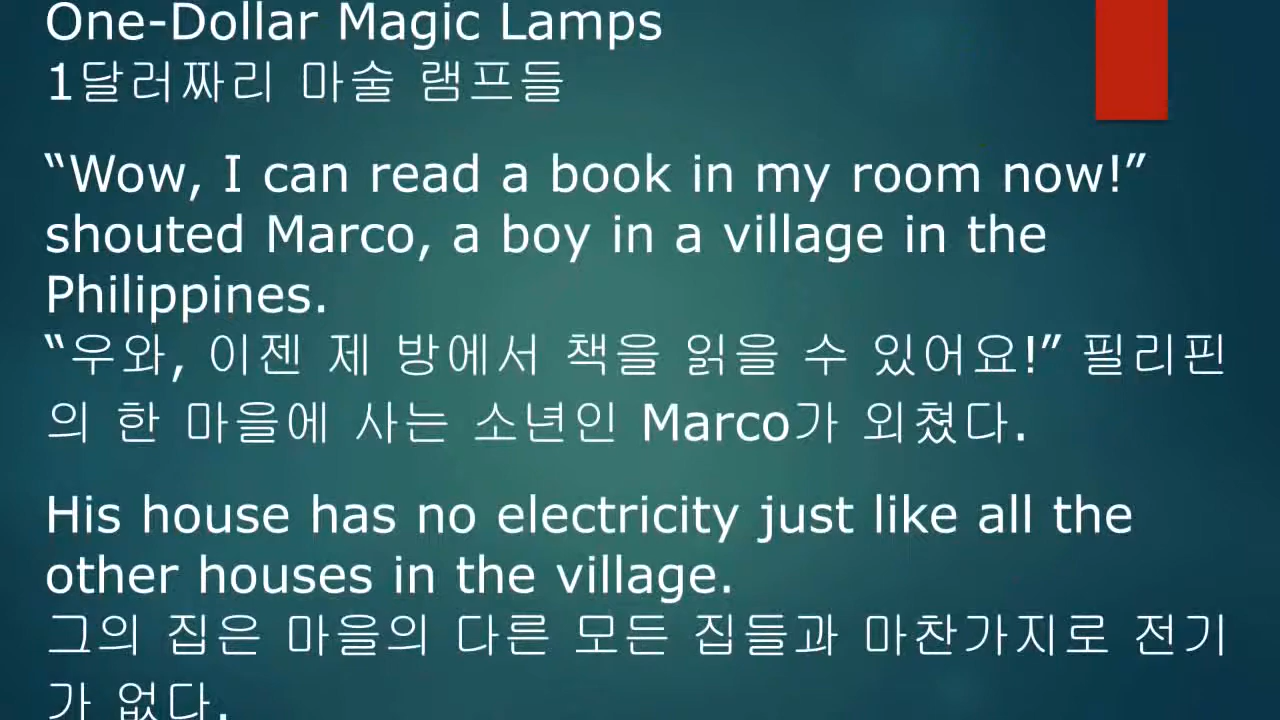 One-Dollar Magic Lamps
1달러짜리 마술 램프들
“Wow, I can read a book in my room now!”
shouted Marco, a boy in a village in the
Philippines.
“우와, 이젠 제 방에서 책을 읽을 수 있어요!” 필리핀
의 한 마을에 사는 소년인 Marco가 외쳤다.
His house has no electricity just like all the
other houses in the village.
그의 집은 마을의 다른 모든 집들과 마찬가지로 전기
가 없다.